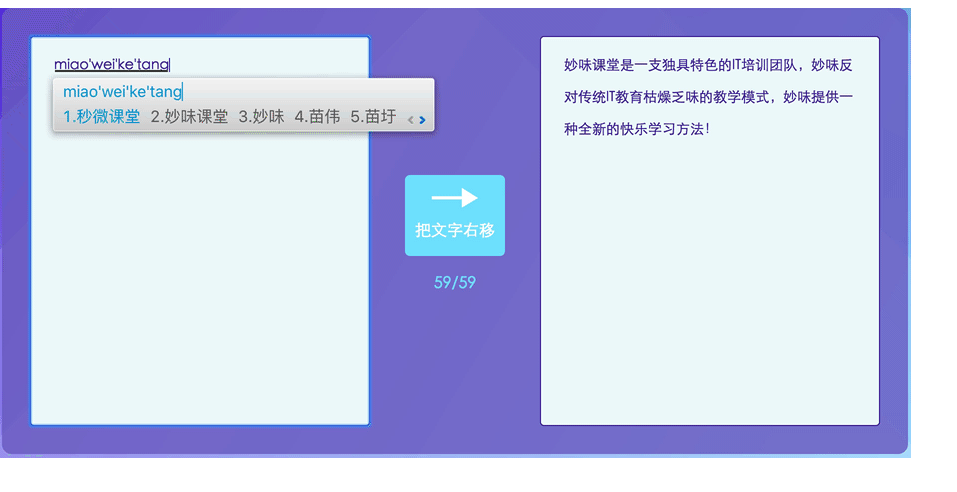 miao'wei'ke'tang
miao'wei'ke'tang
1.秒微课堂 2.妙味课堂 3.妙味 4.苗伟 5.苗圩
把文字右移
59/59
妙味课堂是一支独具特色的IT培训团队，妙味反
对传统IT教育枯燥乏味的教学模式，妙味提供一
种全新的快乐学习方法！